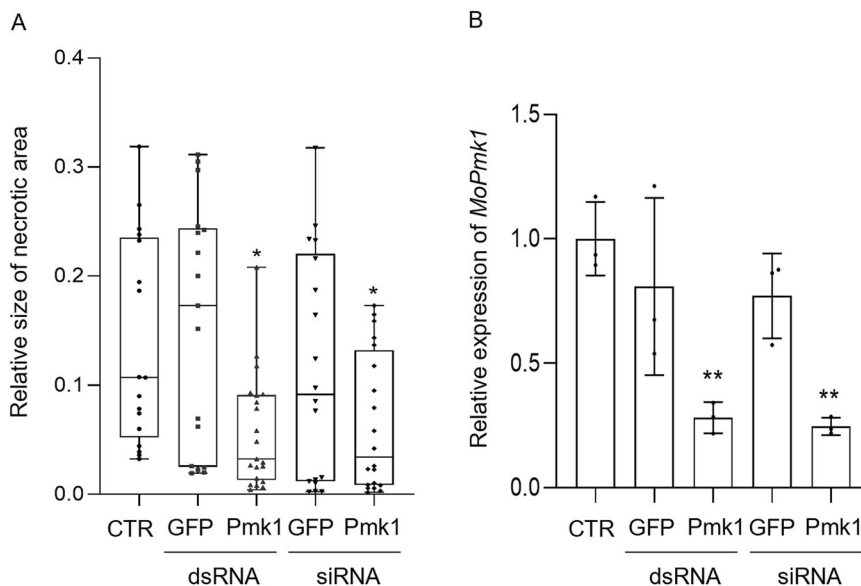 A
Relative size of necrotic area
0.4
0.3
0.2
0.1
0.0
*
*
CTR GFP Pmk1 GFP Pmk1
dsRNA siRNA
B
Relative expression of MoPmk1
1.5
1.0
0.5
0.0
**
**
CTR GFP Pmk1 GFP Pmk1
dsRNA siRNA